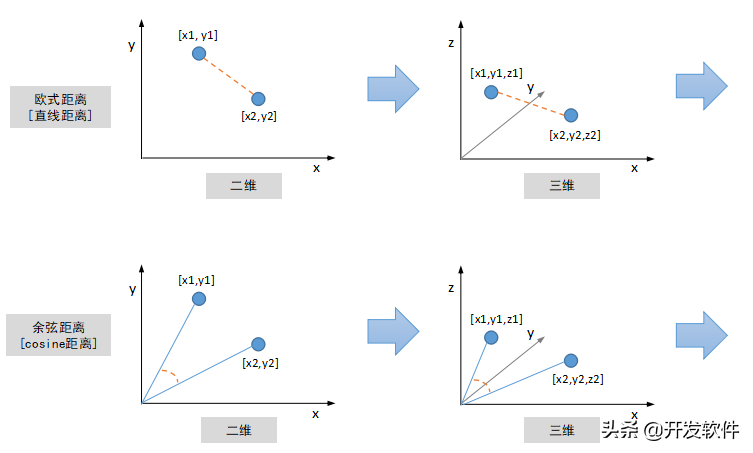 [x1, y1]
y
z
[x1,y1,z1]
y
欧式距离
[直线距离]
[x2,y2]
[x2,y2,z2]
x
x
二维
三维
y
[x1,y1]
z
[x1,y1,z1]
y
余弦距离
[cosine距离]
[x2,y2]
[x2,y2,z2]
x
x
二维
三维
头条 @开发软件